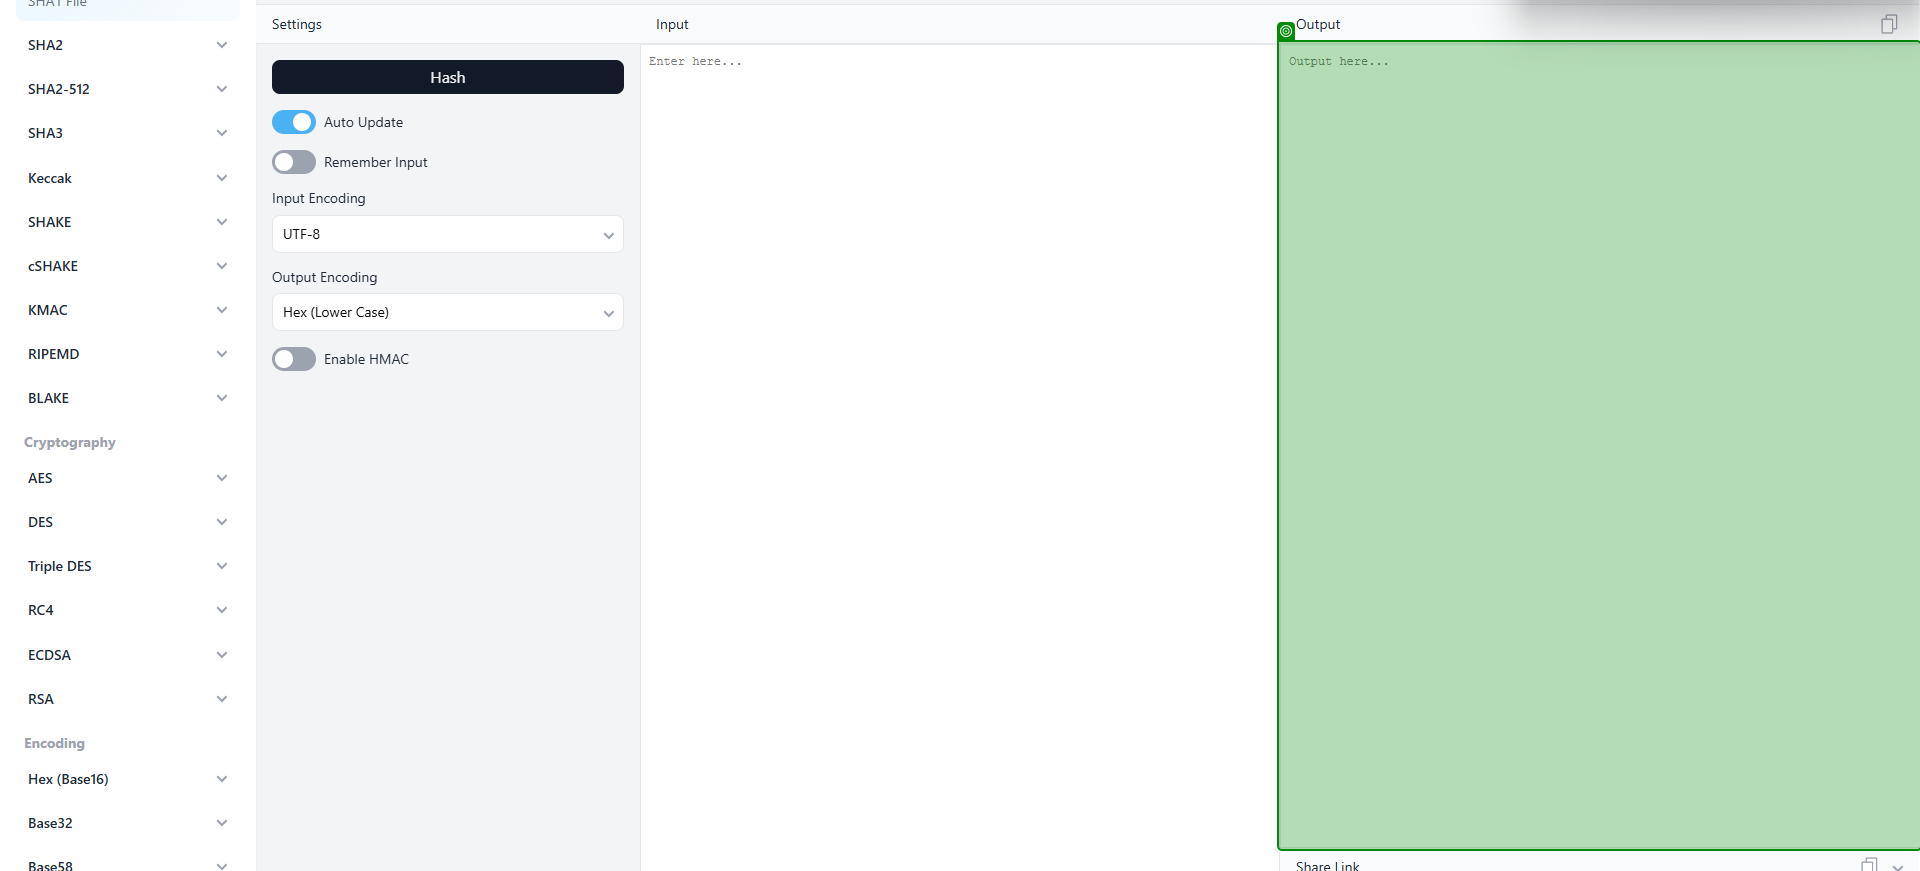 SHA1 File
SHA2
SHA2-512
SHA3
Keccak
SHAKE
cSHAKE
KMAC
RIPEMD
BLAKE
Cryptography
AES
DES
Triple DES
RC4
ECDSA
RSA
Encoding
Hex (Base16)
Base32
Base58
Settings
Hash
Auto Update
Remember Input
Input Encoding
UTF-8
Output Encoding
Hex (Lower Case)
Enable HMAC
Input
Enter here...
Output
Output here...
Share Link